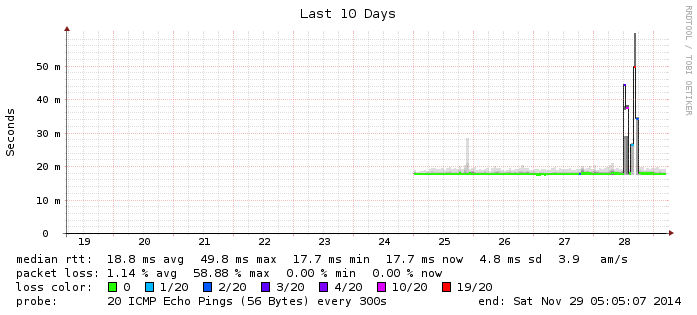 Last 10 Days
RRDTOOL / TOBI OETIKER
Seconds
50 m
40 m
30 m
20 m
10 m
0
19 20 21 22 23 24 25 26 27 28
median rtt: 18.8 ms avg 49.8 ms max 17.7 ms min 17.7 ms now 4.8 ms sd 3.9 am/s
packet loss: 1.14 % avg 58.88 % max 0.00 % min 0.00 % now
loss color: 0 1/20 2/20 3/20 4/20 10/20 19/20
probe: 20 ICMP Echo Pings (56 Bytes) every 300s end: Sat Nov 29 05:05:07 2014